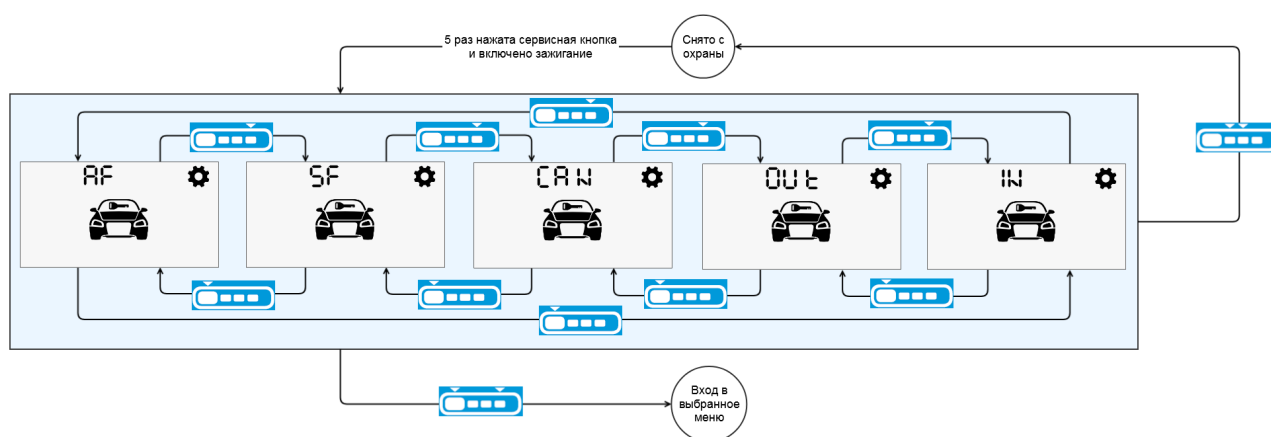 5 раз нажата сервисная кнопка
и включено зажигание
Снято с
охраны
AF
SF
CAN
OUt
IN
Вход в
выбранное
меню